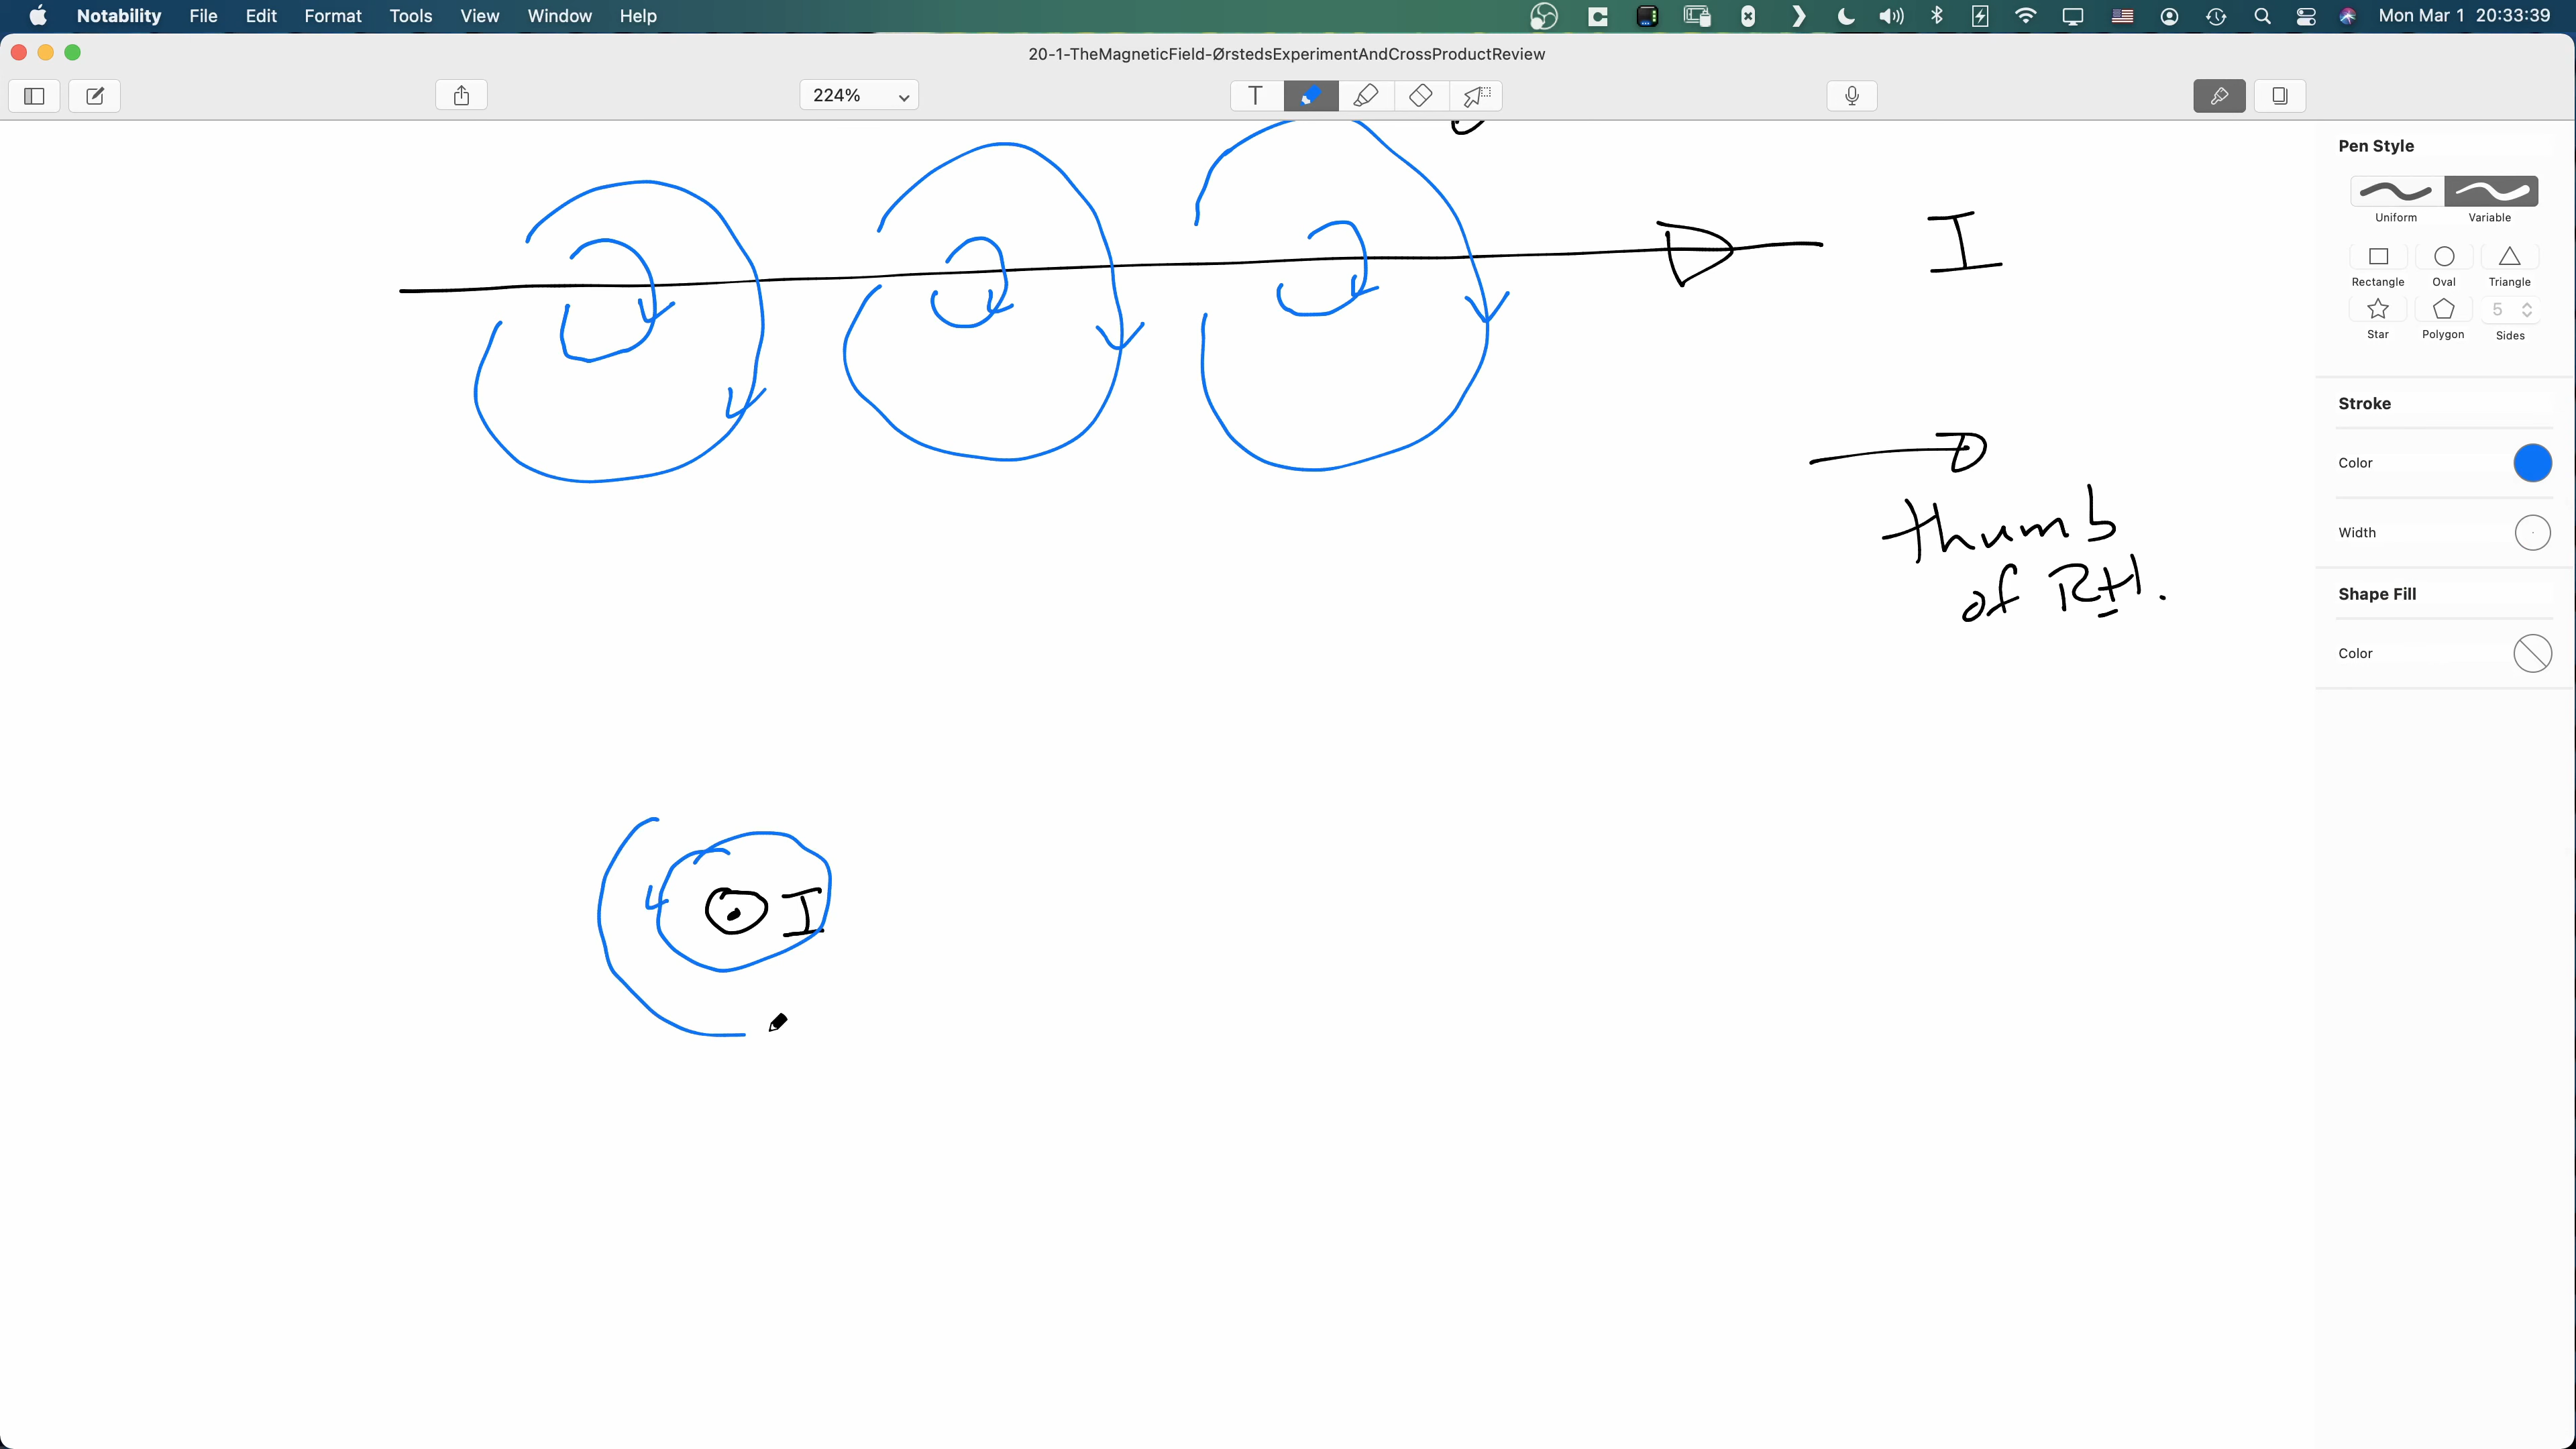 Notability File Edit Format Tools View Window Help Mon Mar 1 20:33:39
20-1-TheMagneticField-ØrstedsExperimentAndCrossProductReview
224% T
Pen Style
Uniform Variable
Rectangle Oval Triangle
5
Star Polygon Sides
Stroke
Color
Width
Shape Fill
Color
I
thumb
of RH.
I